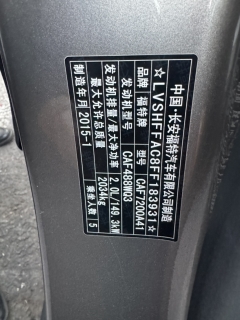 中国·长安福特汽车有限公司制造
☆LVSHFFAC8FF183931☆
品牌 福特牌 整车型号 CAF7200A41
发动机型号 CAF488WQ3
发动机排量 最大净功率 2.0L/149.3kW
最大允许总质量 2034kg
制造年月 2015-1 乘坐人数 5